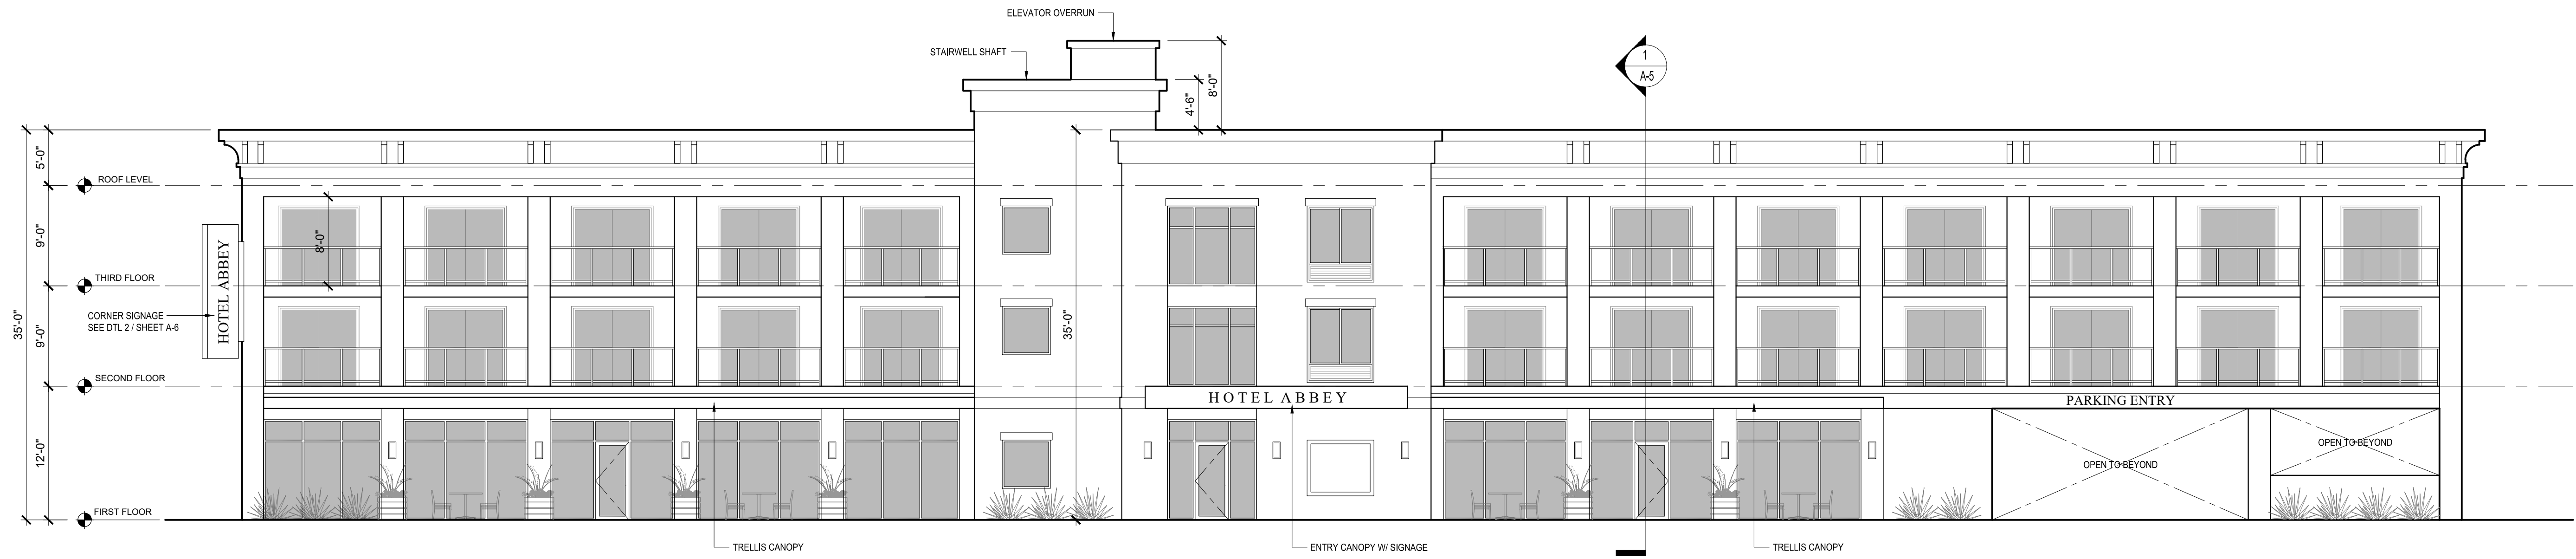 ELEVATOR OVERRUN
STAIRWELL SHAFT
1
A-5
8'-0"
4'-6"
5'-0"
ROOF LEVEL
9'-0"
8'-0"
HOTEL ABBEY
THIRD FLOOR
CORNER SIGNAGE
SEE DTL 2 / SHEET A-6
35'-0"
9'-0"
35'-0"
SECOND FLOOR
HOTEL ABBEY
PARKING ENTRY
12'-0"
OPEN TO BEYOND
OPEN TO BEYOND
FIRST FLOOR
TRELLIS CANOPY
ENTRY CANOPY W/ SIGNAGE
TRELLIS CANOPY